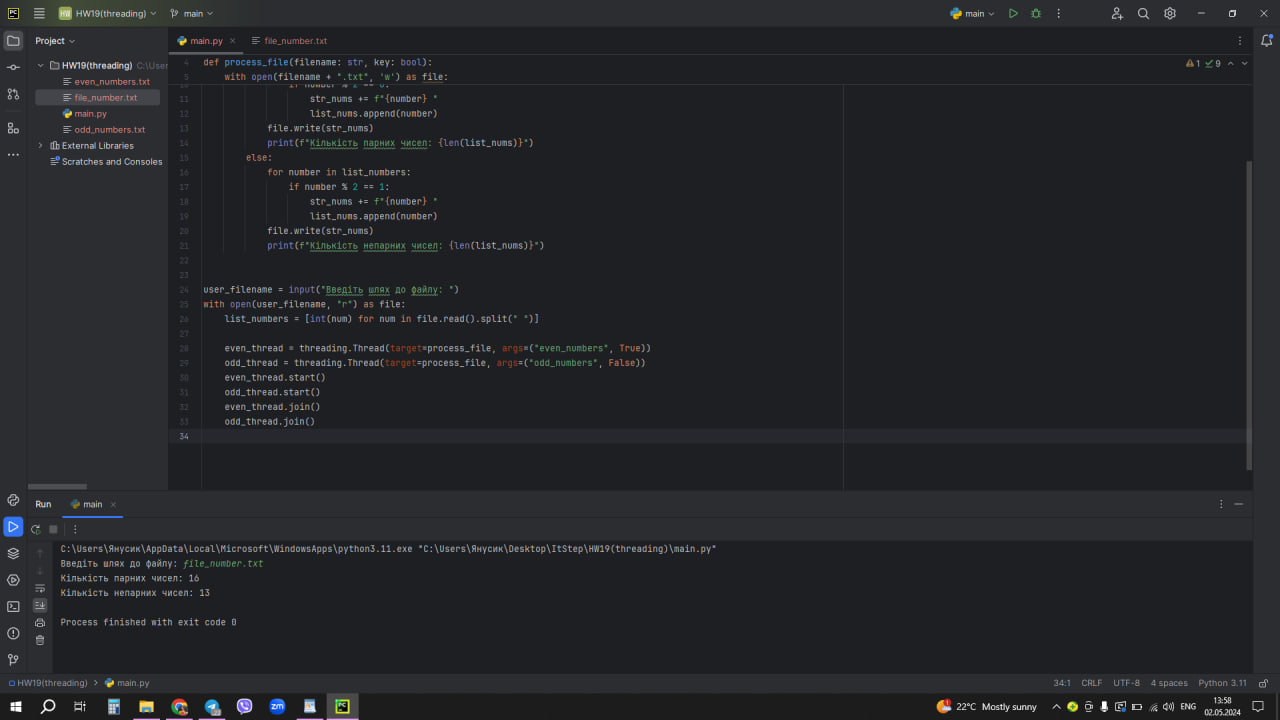 PC HW HW19(threading) main main
Project main.py file_number.txt
HW19(threading) C:\User
even_numbers.txt
file_number.txt
main.py
odd_numbers.txt
External Libraries
Scratches and Consoles
1 9
4 def process_file(filename: str, key: bool):
5 with open(filename + ".txt", 'w') as file:
if number % 2 == 0:
11 str_nums += f"{number} "
12 list_nums.append(number)
13 file.write(str_nums)
14 print(f"Кількість парних чисел: {len(list_nums)}")
15 else:
16 for number in list_numbers:
17 if number % 2 == 1:
18 str_nums += f"{number} "
19 list_nums.append(number)
20 file.write(str_nums)
21 print(f"Кількість непарних чисел: {len(list_nums)}")
22
23
24 user_filename = input("Введіть шлях до файлу: ")
25 with open(user_filename, "r") as file:
26 list_numbers = [int(num) for num in file.read().split(" ")]
27
28 even_thread = threading.Thread(target=process_file, args=("even_numbers", True))
29 odd_thread = threading.Thread(target=process_file, args=("odd_numbers", False))
30 even_thread.start()
31 odd_thread.start()
32 even_thread.join()
33 odd_thread.join()
34
Run main
C:\Users\Янусик\AppData\Local\Microsoft\WindowsApps\python3.11.exe "C:\Users\Янусик\Desktop\ItStep\HW19(threading)\main.py"
Введіть шлях до файлу: file_number.txt
Кількість парних чисел: 16
Кількість непарних чисел: 13
Process finished with exit code 0
HW19(threading) > main.py 34:1 CRLF UTF-8 4 spaces Python 3.11
zm PC 22°C Mostly sunny ENG 13:58
02.05.2024